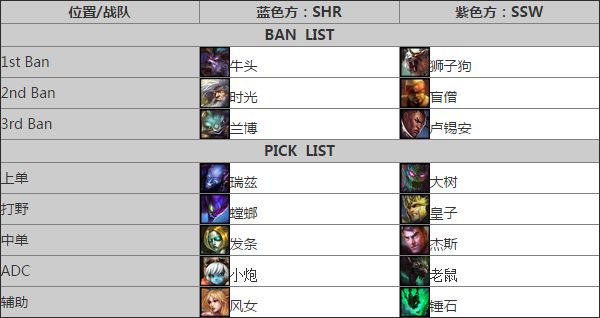 位置/战队 蓝色方：SHR 紫色方：SSW
BAN LIST
1st Ban 牛头 狮子狗
2nd Ban 时光 盲僧
3rd Ban 兰博 卢锡安
PICK LIST
上单 瑞兹 大树
打野 螳螂 皇子
中单 发条 杰斯
ADC 小炮 老鼠
辅助 风女 锤石